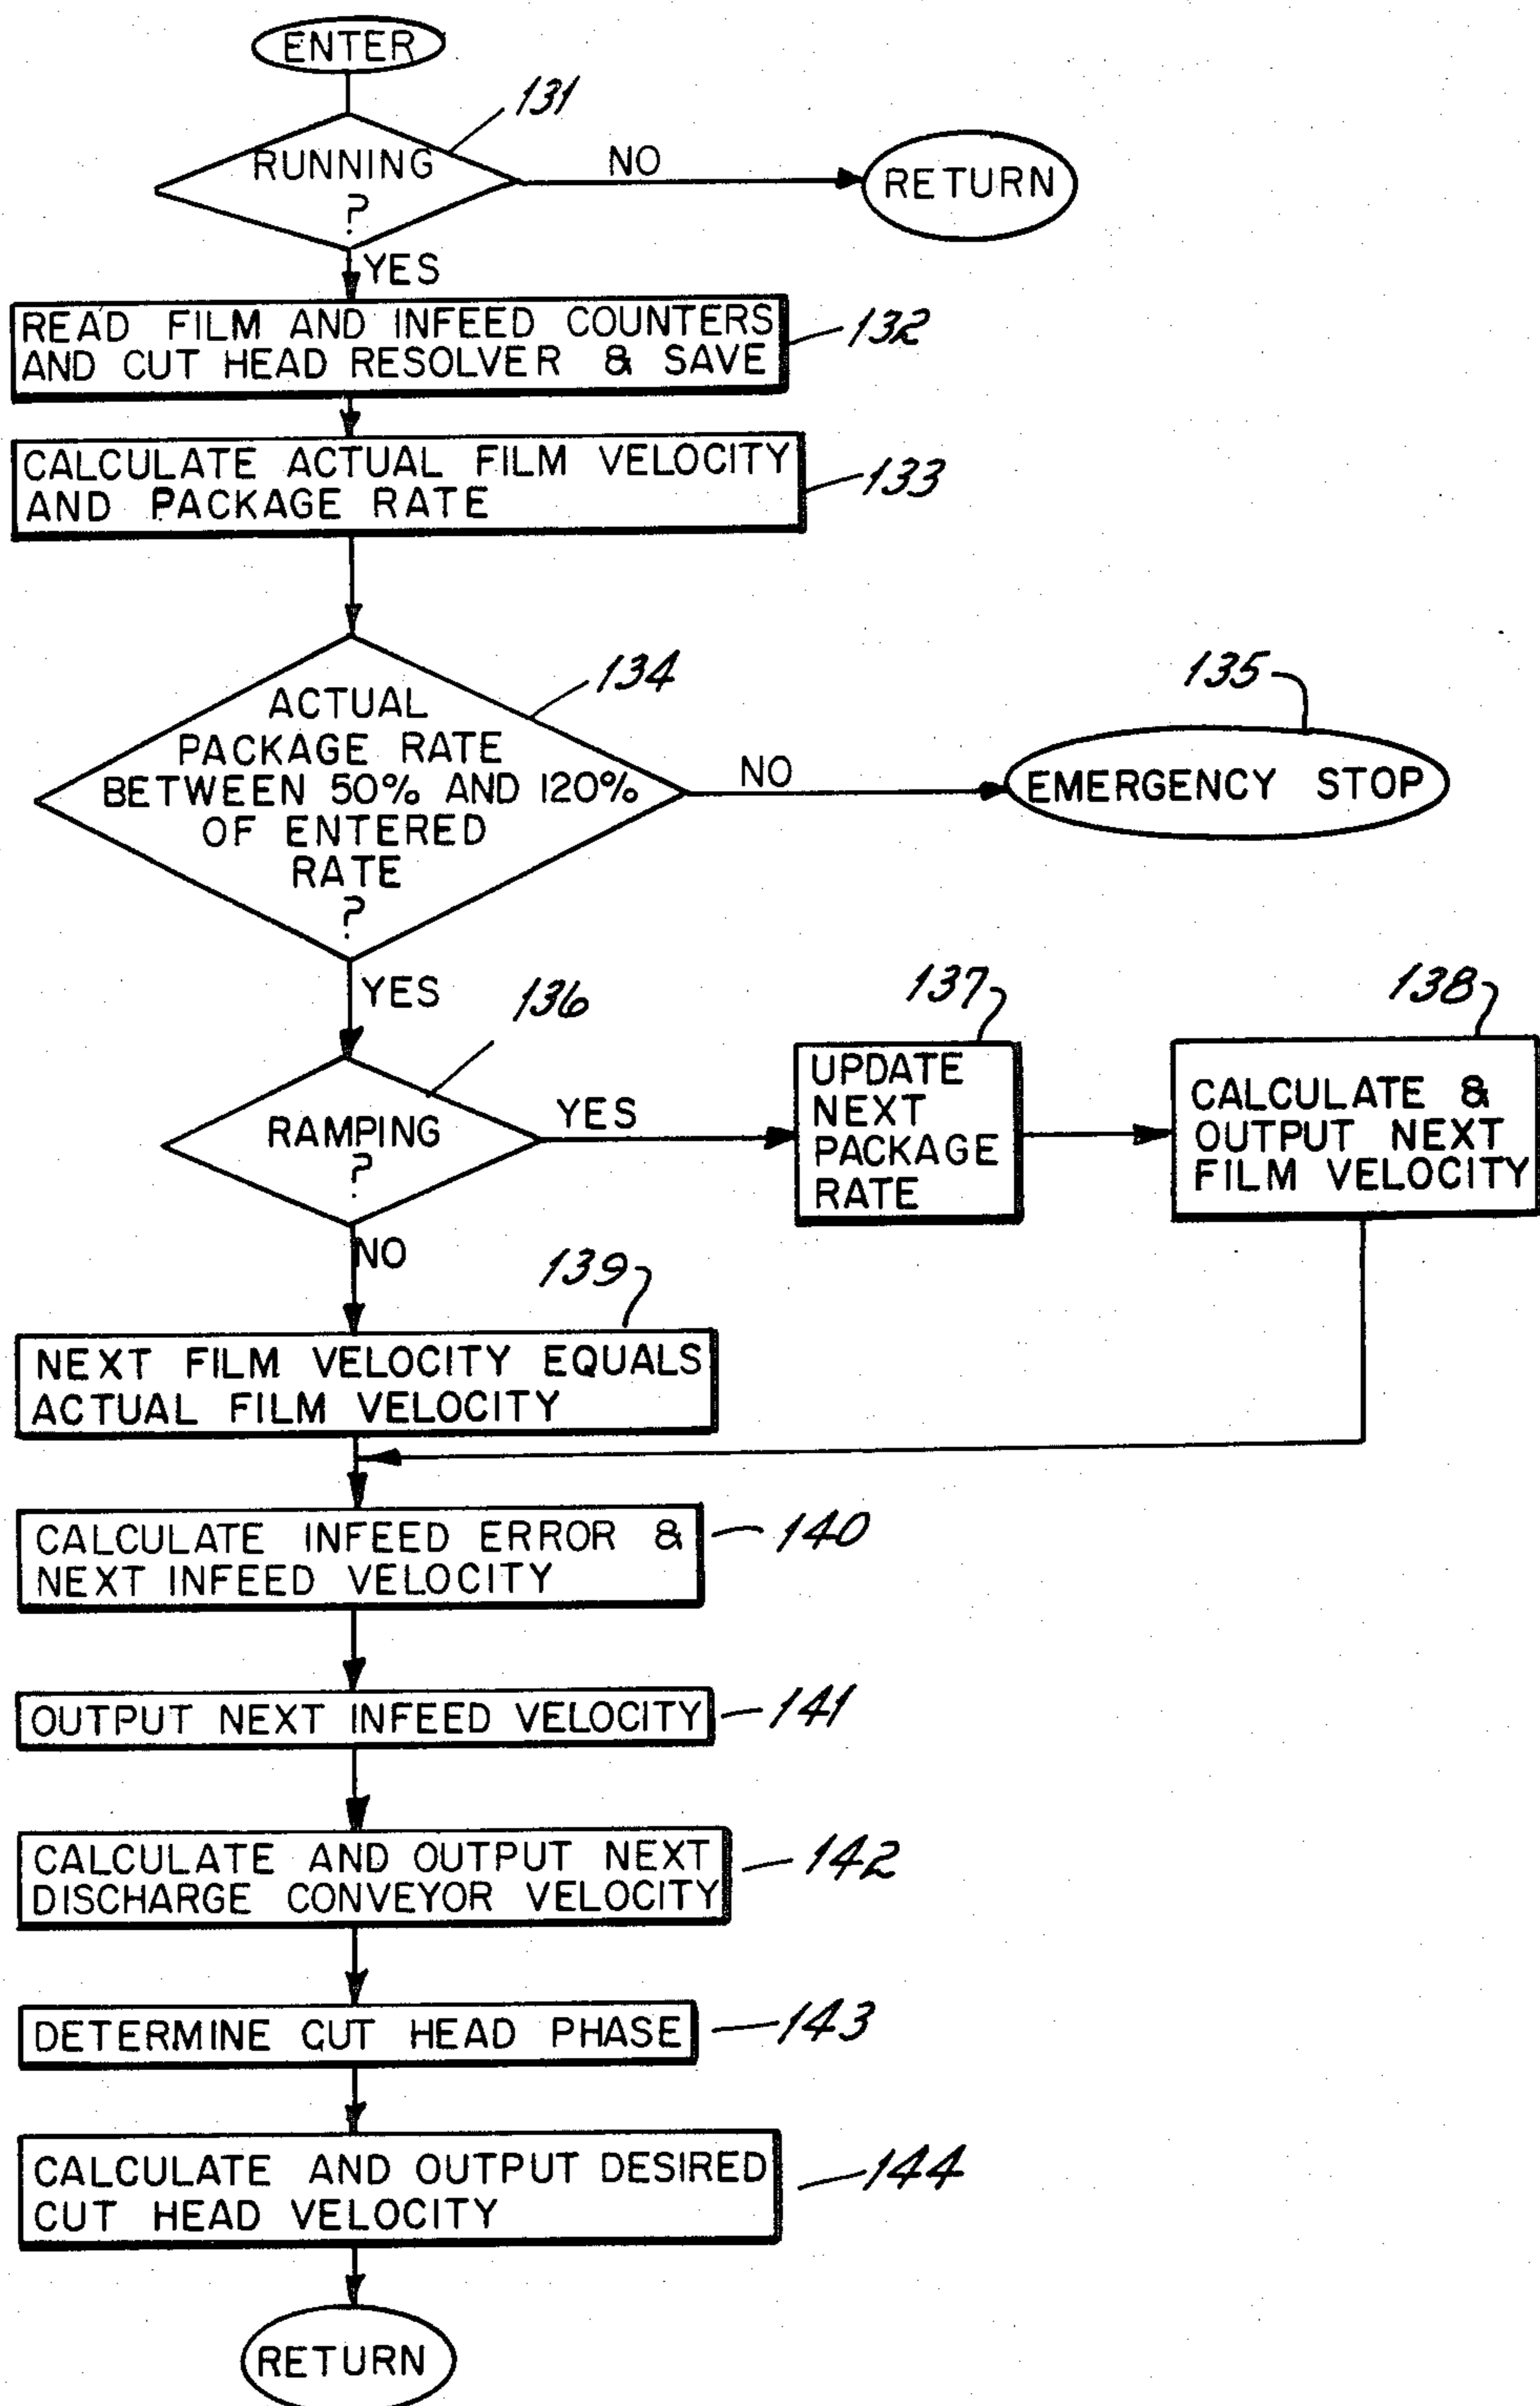 ENTER
131
RUNNING
?
NO
RETURN
YES
READ FILM AND INFEED COUNTERS
AND CUT HEAD RESOLVER & SAVE
132
CALCULATE ACTUAL FILM VELOCITY
AND PACKAGE RATE
133
134
ACTUAL
PACKAGE RATE
BETWEEN 50% AND 120%
OF ENTERED
RATE
?
NO
135
EMERGENCY STOP
YES
136
RAMPING
?
YES
137
UPDATE
NEXT
PACKAGE
RATE
138
CALCULATE &
OUTPUT NEXT
FILM VELOCITY
NO
139
NEXT FILM VELOCITY EQUALS
ACTUAL FILM VELOCITY
CALCULATE INFEED ERROR &
NEXT INFEED VELOCITY
140
OUTPUT NEXT INFEED VELOCITY
141
CALCULATE AND OUTPUT NEXT
DISCHARGE CONVEYOR VELOCITY
142
DETERMINE CUT HEAD PHASE
143
CALCULATE AND OUTPUT DESIRED
CUT HEAD VELOCITY
144
RETURN